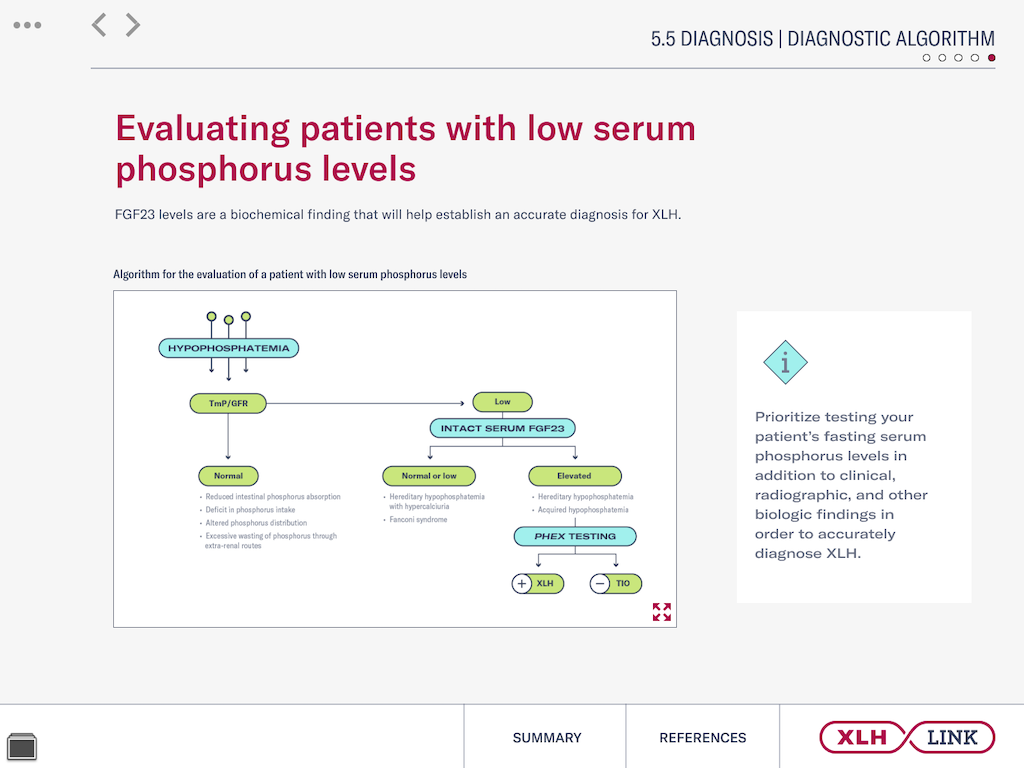 5.5 DIAGNOSIS | DIAGNOSTIC ALGORITHM
Evaluating patients with low serum
phosphorus levels
FGF23 levels are a biochemical finding that will help establish an accurate diagnosis for XLH.
Algorithm for the evaluation of a patient with low serum phosphorus levels
HYPOPHOSPHATEMIA
TmP/GFR
Low
INTACT SERUM FGF23
Normal
• Reduced intestinal phosphorus absorption
• Deficit in phosphorus intake
• Altered phosphorus distribution
• Excessive wasting of phosphorus through
extra-renal routes
Normal or low
• Hereditary hypophosphatemia
with hypercalciuria
• Fanconi syndrome
Elevated
• Hereditary hypophosphatemia
• Acquired hypophosphatemia
PHEX TESTING
+ XLH
− TIO
i
Prioritize testing your
patient’s fasting serum
phosphorus levels in
addition to clinical,
radiographic, and other
biologic findings in
order to accurately
diagnose XLH.
SUMMARY
REFERENCES
XLH LINK